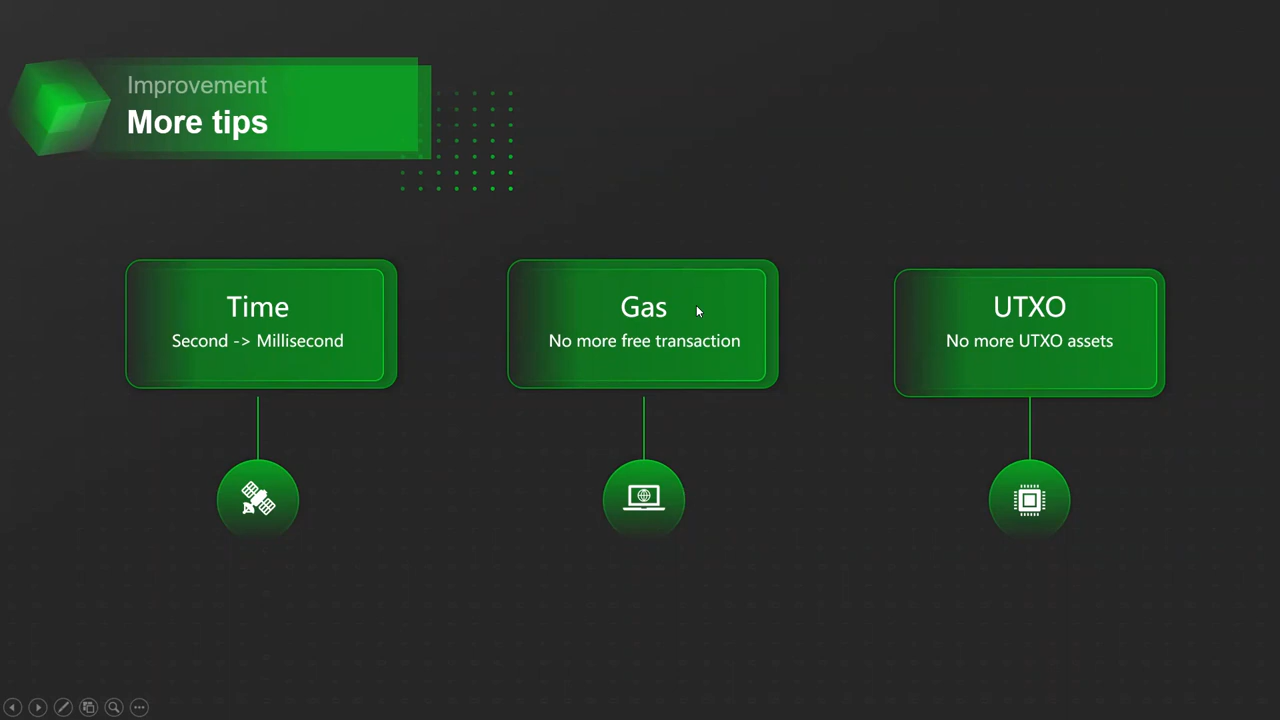 Improvement
More tips
Time
Second -> Millisecond
Gas
No more free transaction
UTXO
No more UTXO assets